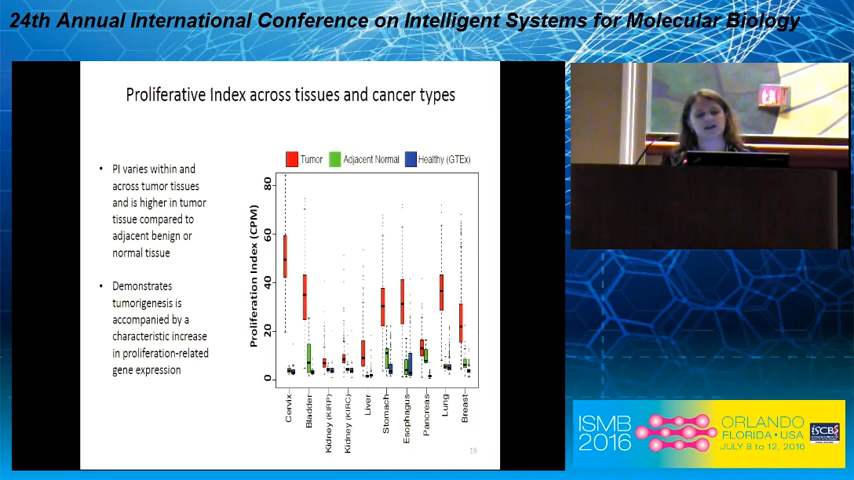 24th Annual International Conference on Intelligent Systems for Molecular Biology
Proliferative Index across tissues and cancer types
• PI varies within and
across tumor tissues
and is higher in tumor
tissue compared to
adjacent benign or
normal tissue
• Demonstrates
tumorigenesis is
accompanied by a
characteristic increase
in proliferation-related
gene expression
Tumor Adjacent Normal Healthy (GTEx)
Proliferation Index (CPM)
80
60
40
20
0
Cervix
Bladder
Kidney (KIRP)
Kidney (KIRC)
Liver
Stomach
Esophagus
Pancreas
Lung
Breast
19
ISMB
2016
ORLANDO
FLORIDA • USA
JULY 8 to 12, 2016
ISCB